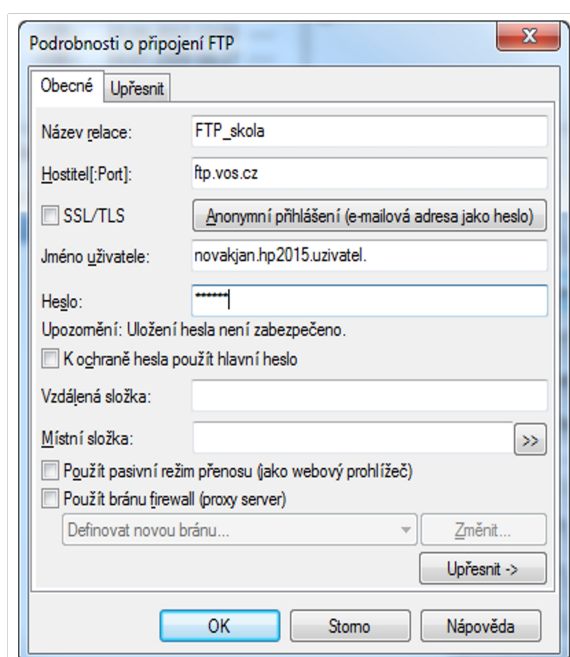 Podrobnosti o připojení FTP
Obecné Upřesnit
Název relace: FTP_skola
Hostitel[:Port]: ftp.vos.cz
SSL/TLS Anonymní přihlášení (e-mailová adresa jako heslo)
Jméno uživatele: novakjan.hp2015.uzivatel.
Heslo: ******
Upozornění: Uložení hesla není zabezpečeno.
K ochraně hesla použít hlavní heslo
Vzdálená složka:
Místní složka: >>
Použít pasivní režim přenosu (jako webový prohlížeč)
Použít bránu firewall (proxy server)
Definovat novou bránu... Změnit...
Upřesnit ->
OK Storno Nápověda